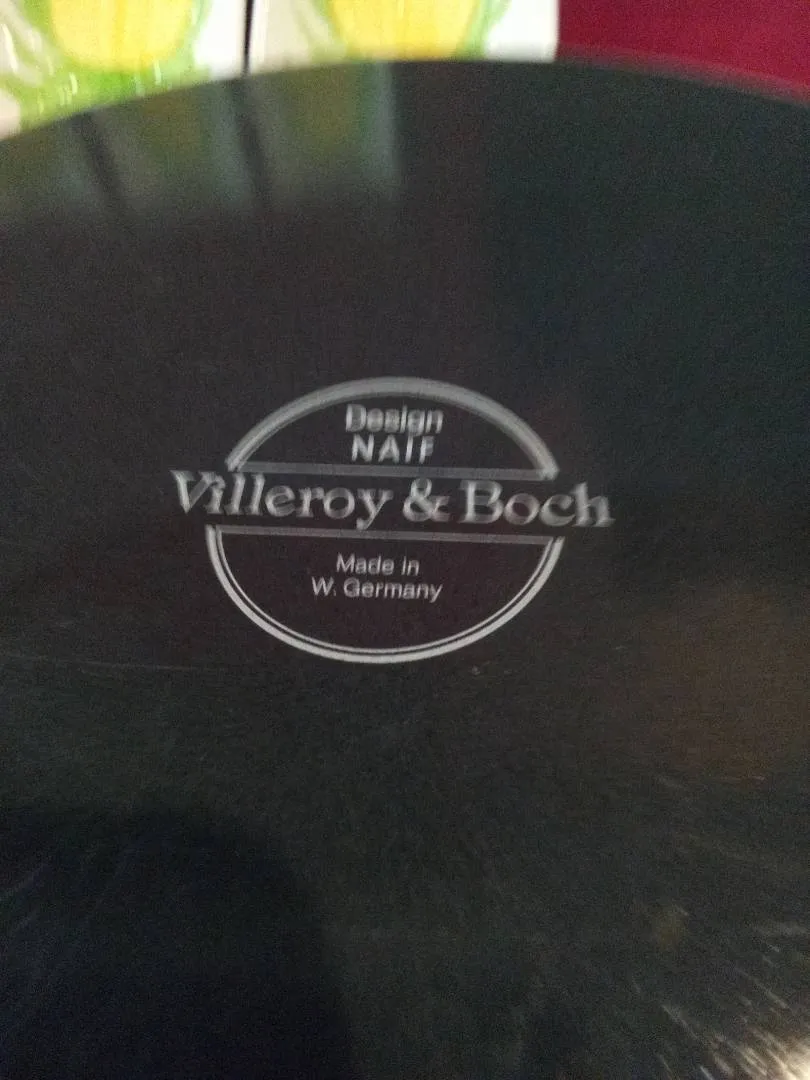 Design
NAIF
Villeroy & Boch
Made in
W. Germany